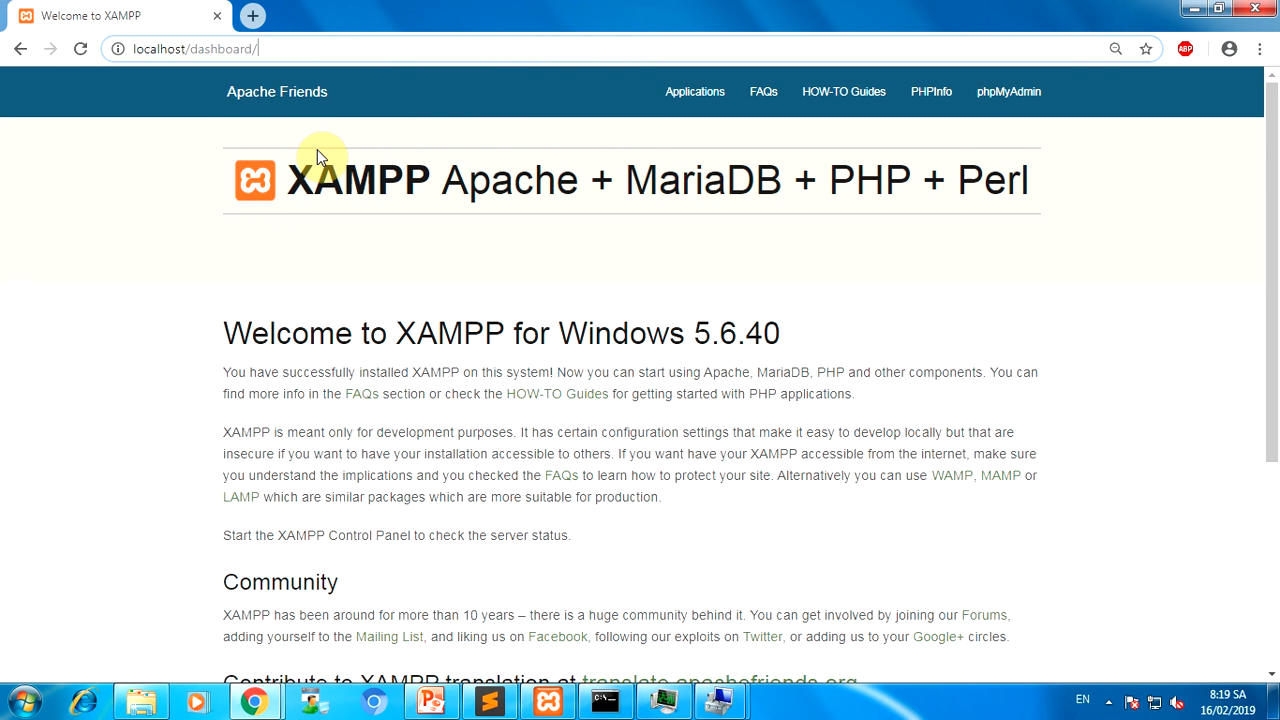 Welcome to XAMPP
localhost/dashboard/
ABP
Apache Friends
Applications
FAQs
HOW-TO Guides
PHPInfo
phpMyAdmin
XAMPP Apache + MariaDB + PHP + Perl
Welcome to XAMPP for Windows 5.6.40
You have successfully installed XAMPP on this system! Now you can start using Apache, MariaDB, PHP and other components. You can
find more info in the FAQs section or check the HOW-TO Guides for getting started with PHP applications.
XAMPP is meant only for development purposes. It has certain configuration settings that make it easy to develop locally but that are
insecure if you want to have your installation accessible to others. If you want have your XAMPP accessible from the internet, make sure
you understand the implications and you checked the FAQs to learn how to protect your site. Alternatively you can use WAMP, MAMP or
LAMP which are similar packages which are more suitable for production.
Start the XAMPP Control Panel to check the server status.
Community
XAMPP has been around for more than 10 years – there is a huge community behind it. You can get involved by joining our Forums,
adding yourself to the Mailing List, and liking us on Facebook, following our exploits on Twitter, or adding us to your Google+ circles.
Contribute to XAMPP translation at translate.apachefriends.org
EN
8:19 SA
16/02/2019